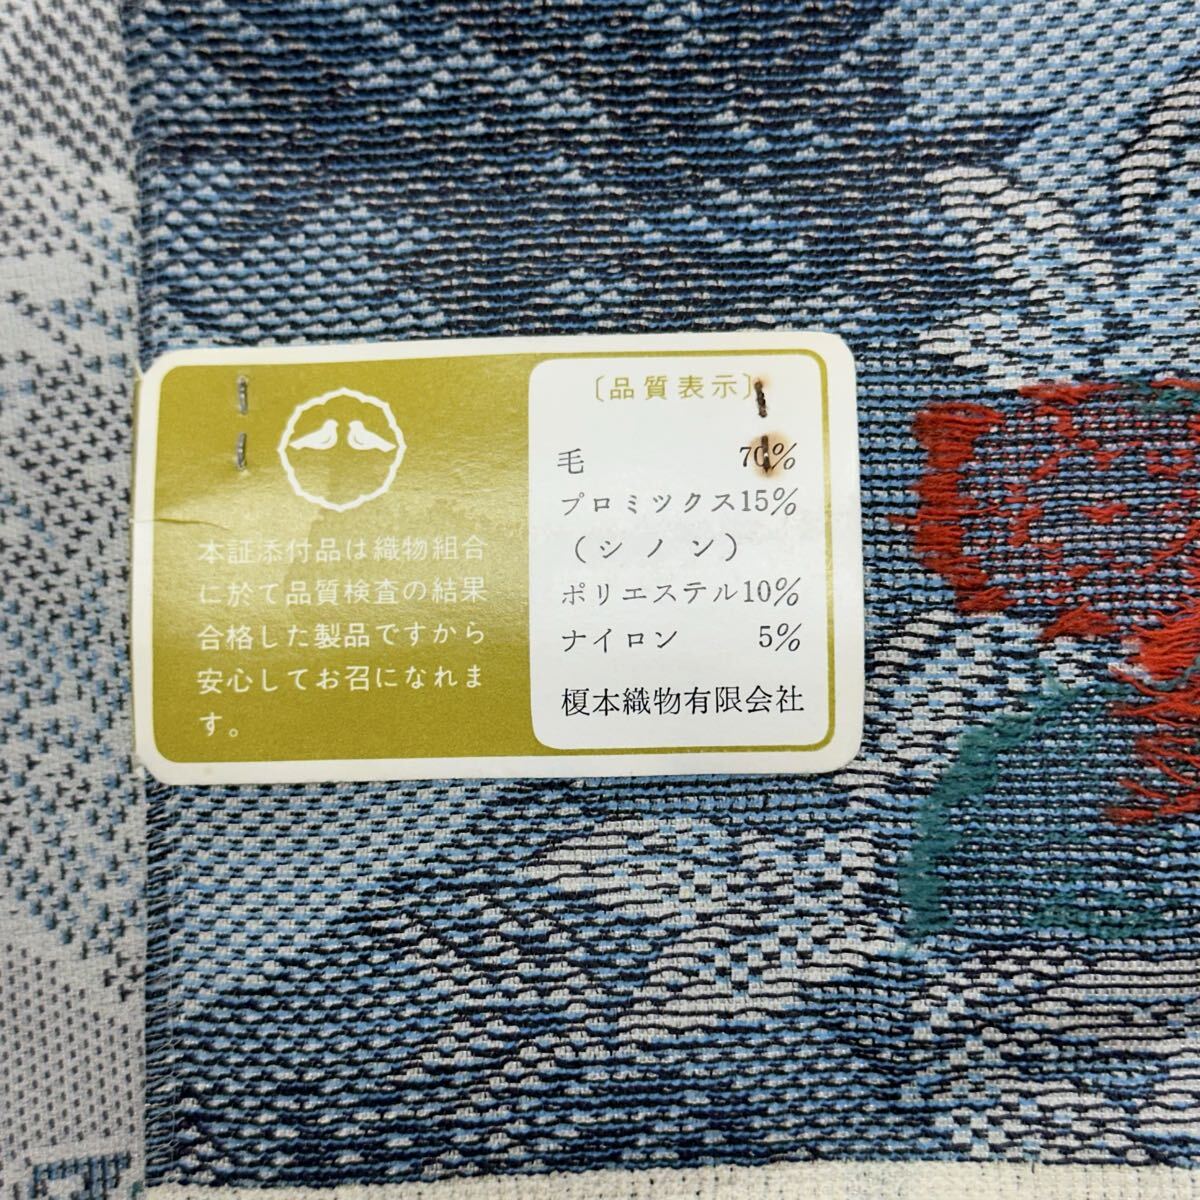 本証添付品は織物組合
に於て品質検査の結果
合格した製品ですから
安心してお召になれま
す。
〔品質表示〕
毛 70%
プロミックス15%
(シノン)
ポリエステル10%
ナイロン 5%
榎本織物有限会社